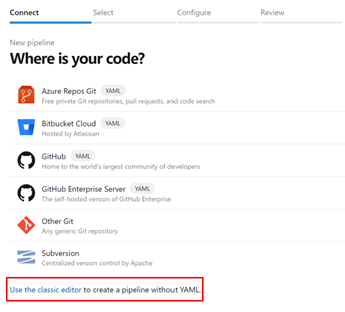 Connect Select Configure Review
New pipeline
Where is your code?
Azure Repos Git YAML
Free private Git repositories, pull requests, and code search
Bitbucket Cloud YAML
Hosted by Atlassian
GitHub YAML
Home to the world's largest community of developers
GitHub Enterprise Server YAML
The self-hosted version of GitHub Enterprise
Other Git
Any generic Git repository
Subversion
Centralized version control by Apache
Use the classic editor to create a pipeline without YAML.